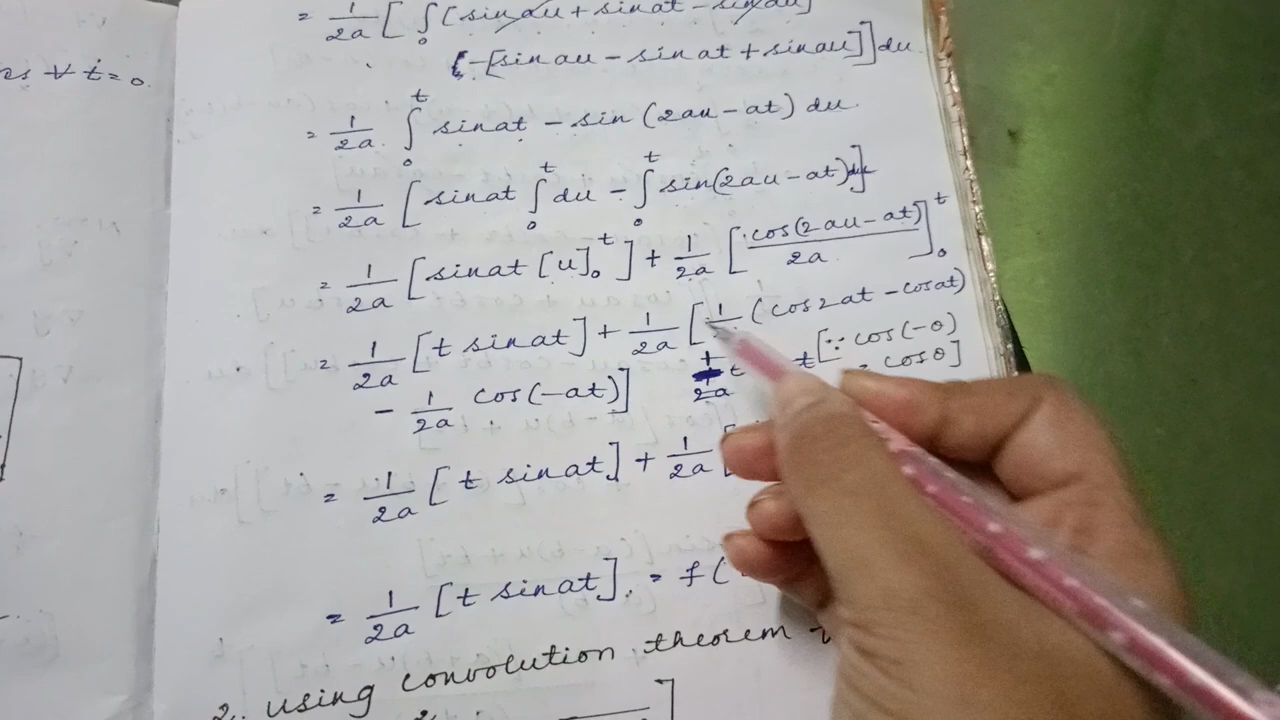 = 1/2a [ ∫₀ [sin au + sin at - sin au]
- [sin au - sin at + sin au]] du
rs ∀ t = 0.
= 1/2a ∫₀ᵗ sin at - sin (2au - at) du.
= 1/2a [ sin at ∫₀ᵗ du - ∫₀ᵗ sin(2au - at) du]
= 1/2a [sin at [u]₀ᵗ ] + 1/2a [ cos(2au - at) / 2a ]₀ᵗ
= 1/2a [t sin at] + 1/2a [ 1/ (cos 2at - cos at)
[∵ cos(-θ)
- 1/2a cos(-at)] 1/2a t t = cos θ]
= 1/2a [t sin at] + 1/2a [
= 1/2a [t sin at]. = f(
2. using convolution theorem